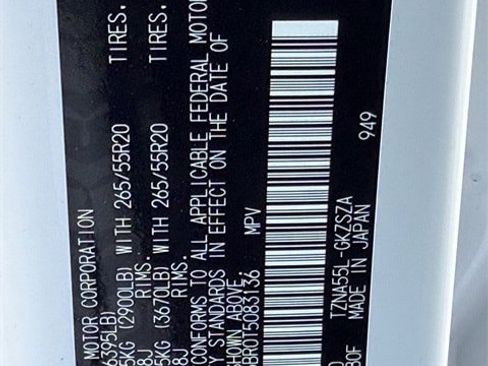 MOTOR CORPORATION
6395LB)
5KG (2900LB) WITH 265/55R20 TIRES,
8J RIMS,
5KG (3670LB) WITH 265/55R20 TIRES,
8J RIMS,
CONFORMS TO ALL APPLICABLE FEDERAL MOTOR
Y STANDARDS IN EFFECT ON THE DATE OF
SHOWN ABOVE.
BR0T5083136 MPV
TZNA55L-GKZSZA
80F MADE IN JAPAN 949